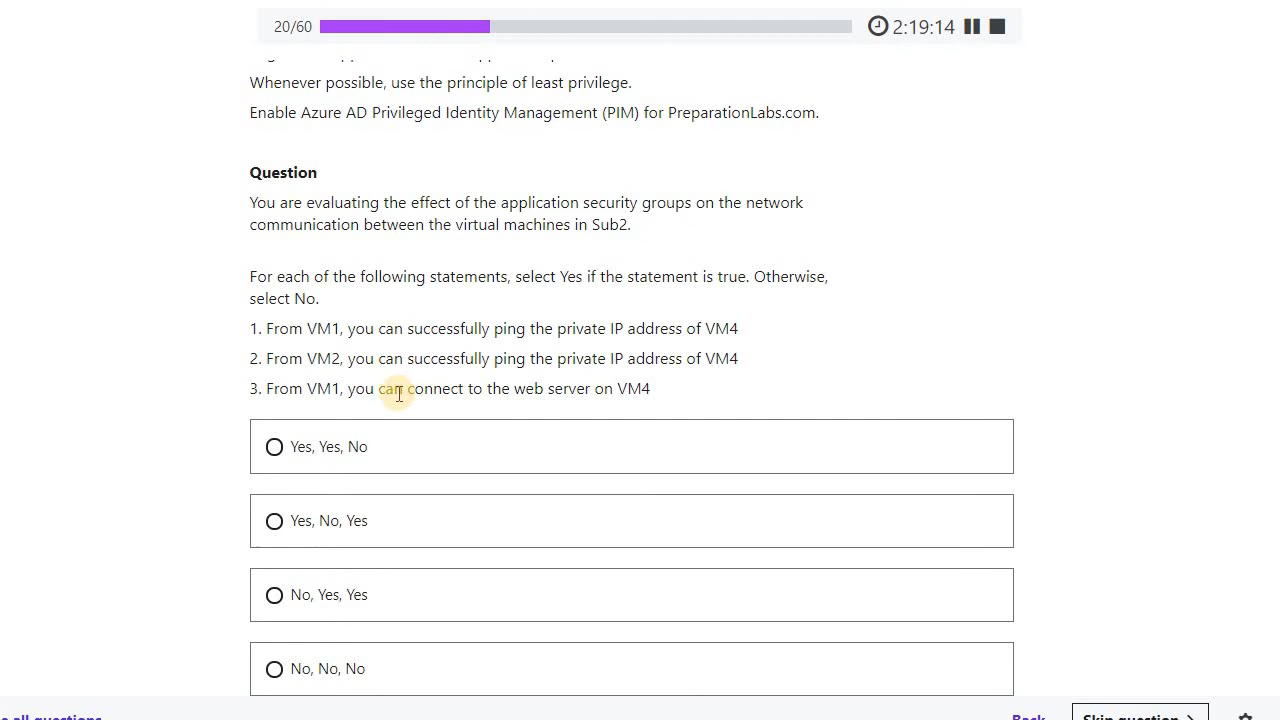 20/60
2:19:14
Whenever possible, use the principle of least privilege.
Enable Azure AD Privileged Identity Management (PIM) for PreparationLabs.com.
Question
You are evaluating the effect of the application security groups on the network
communication between the virtual machines in Sub2.
For each of the following statements, select Yes if the statement is true. Otherwise,
select No.
1. From VM1, you can successfully ping the private IP address of VM4
2. From VM2, you can successfully ping the private IP address of VM4
3. From VM1, you can connect to the web server on VM4
Yes, Yes, No
Yes, No, Yes
No, Yes, Yes
No, No, No
all questions
Back
Skip question